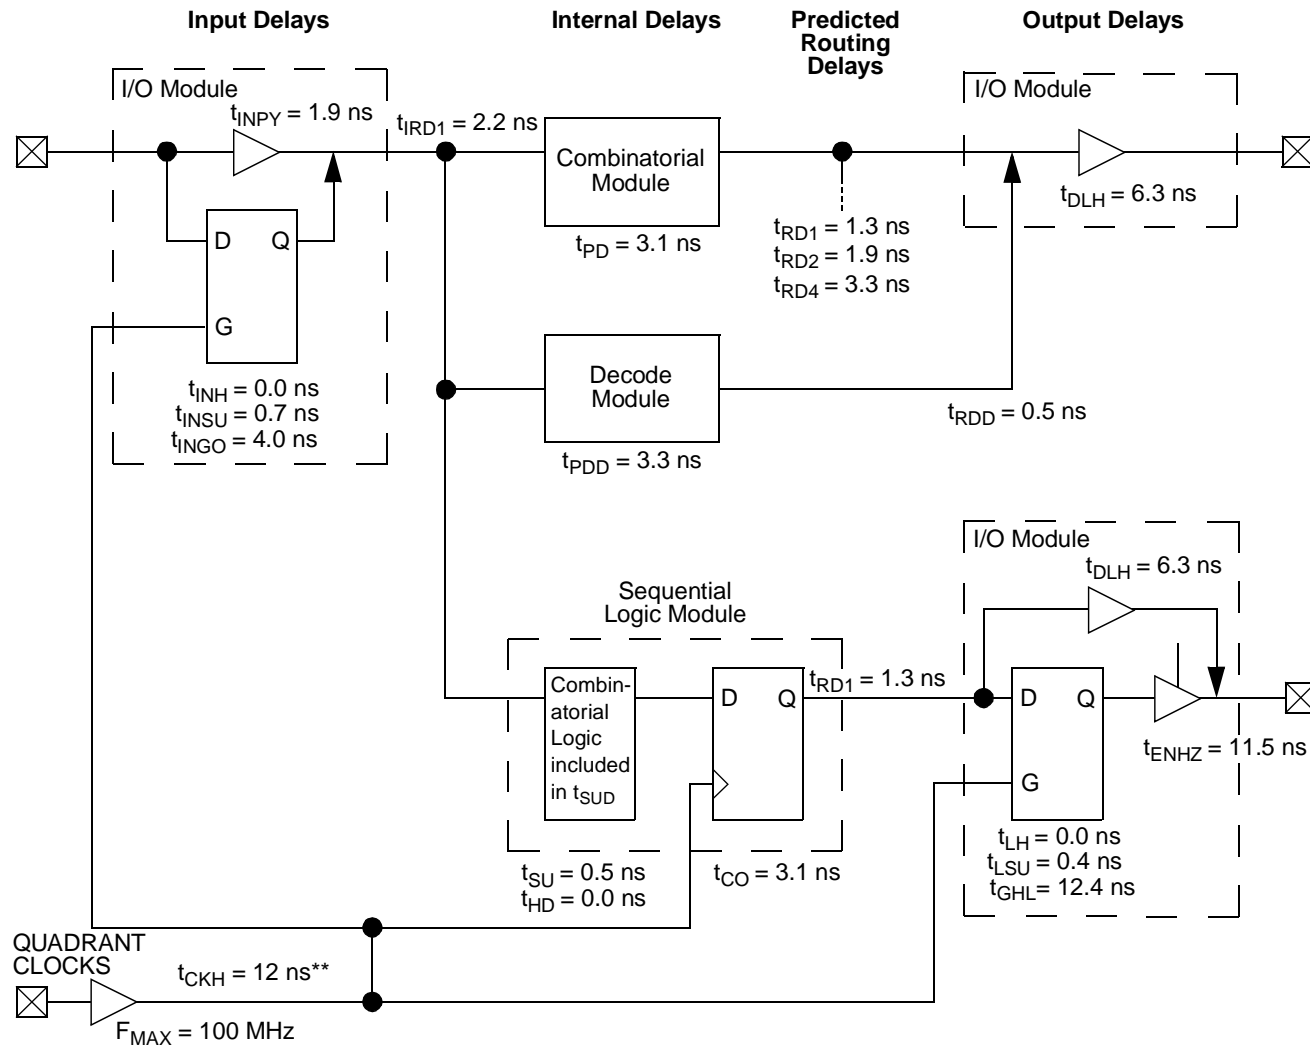 Input Delays
Internal Delays
Predicted
Routing
Delays
Output Delays
I/O Module
tINPY = 1.9 ns
tIRD1 = 2.2 ns
Combinatorial
Module
I/O Module
tDLH = 6.3 ns
D
Q
G
tPD = 3.1 ns
tRD1 = 1.3 ns
tRD2 = 1.9 ns
tRD4 = 3.3 ns
tINH = 0.0 ns
tINSU = 0.7 ns
tINGO = 4.0 ns
Decode
Module
tRDD = 0.5 ns
tPDD = 3.3 ns
I/O Module
tDLH = 6.3 ns
Sequential
Logic Module
Combin-
atorial
Logic
included
in tSUD
D
Q
tRD1 = 1.3 ns
D
Q
G
tENHZ = 11.5 ns
tSU = 0.5 ns
tHD = 0.0 ns
tCO = 3.1 ns
tLH = 0.0 ns
tLSU = 0.4 ns
tGHL= 12.4 ns
QUADRANT
CLOCKS
tCKH = 12 ns**
FMAX = 100 MHz